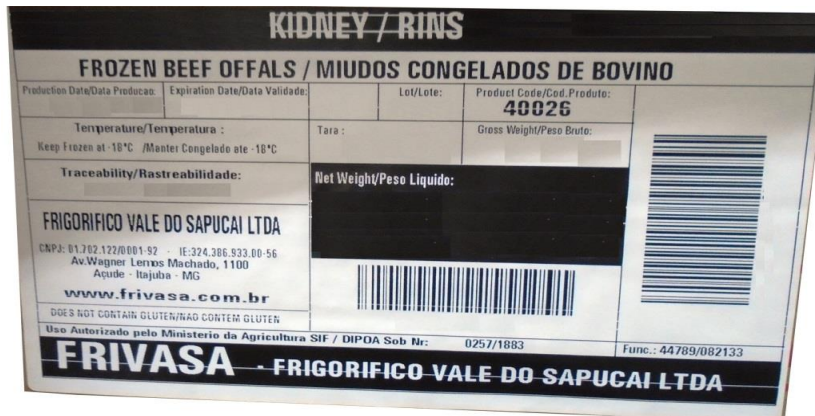 KIDNEY / RINS
FROZEN BEEF OFFALS / MIUDOS CONGELADOS DE BOVINO
Production Date/Data Producao: Expiration Date/Data Validade: Lot/Lote: Product Code/Cod.Produto:
40026
Temperature/Temperatura : Tara : Gross Weight/Peso Bruto:
Keep Frozen at -18°C /Manter Congelado ate -18°C
Traceability/Rastreabilidade: Net Weight/Peso Liquido:
FRIGORIFICO VALE DO SAPUCAI LTDA
CNPJ: 01.702.122/0001-92 - IE:324.386.933.00-56
Av.Wagner Lemos Machado, 1100
Açude - Itajuba - MG
www.frivasa.com.br
DOES NOT CONTAIN GLUTEN/NAO CONTEM GLUTEN
Uso Autorizado pelo Ministerio da Agricultura SIF / DIPOA Sob Nr: 0257/1883 Func.: 44789/082133
FRIVASA - FRIGORIFICO VALE DO SAPUCAI LTDA